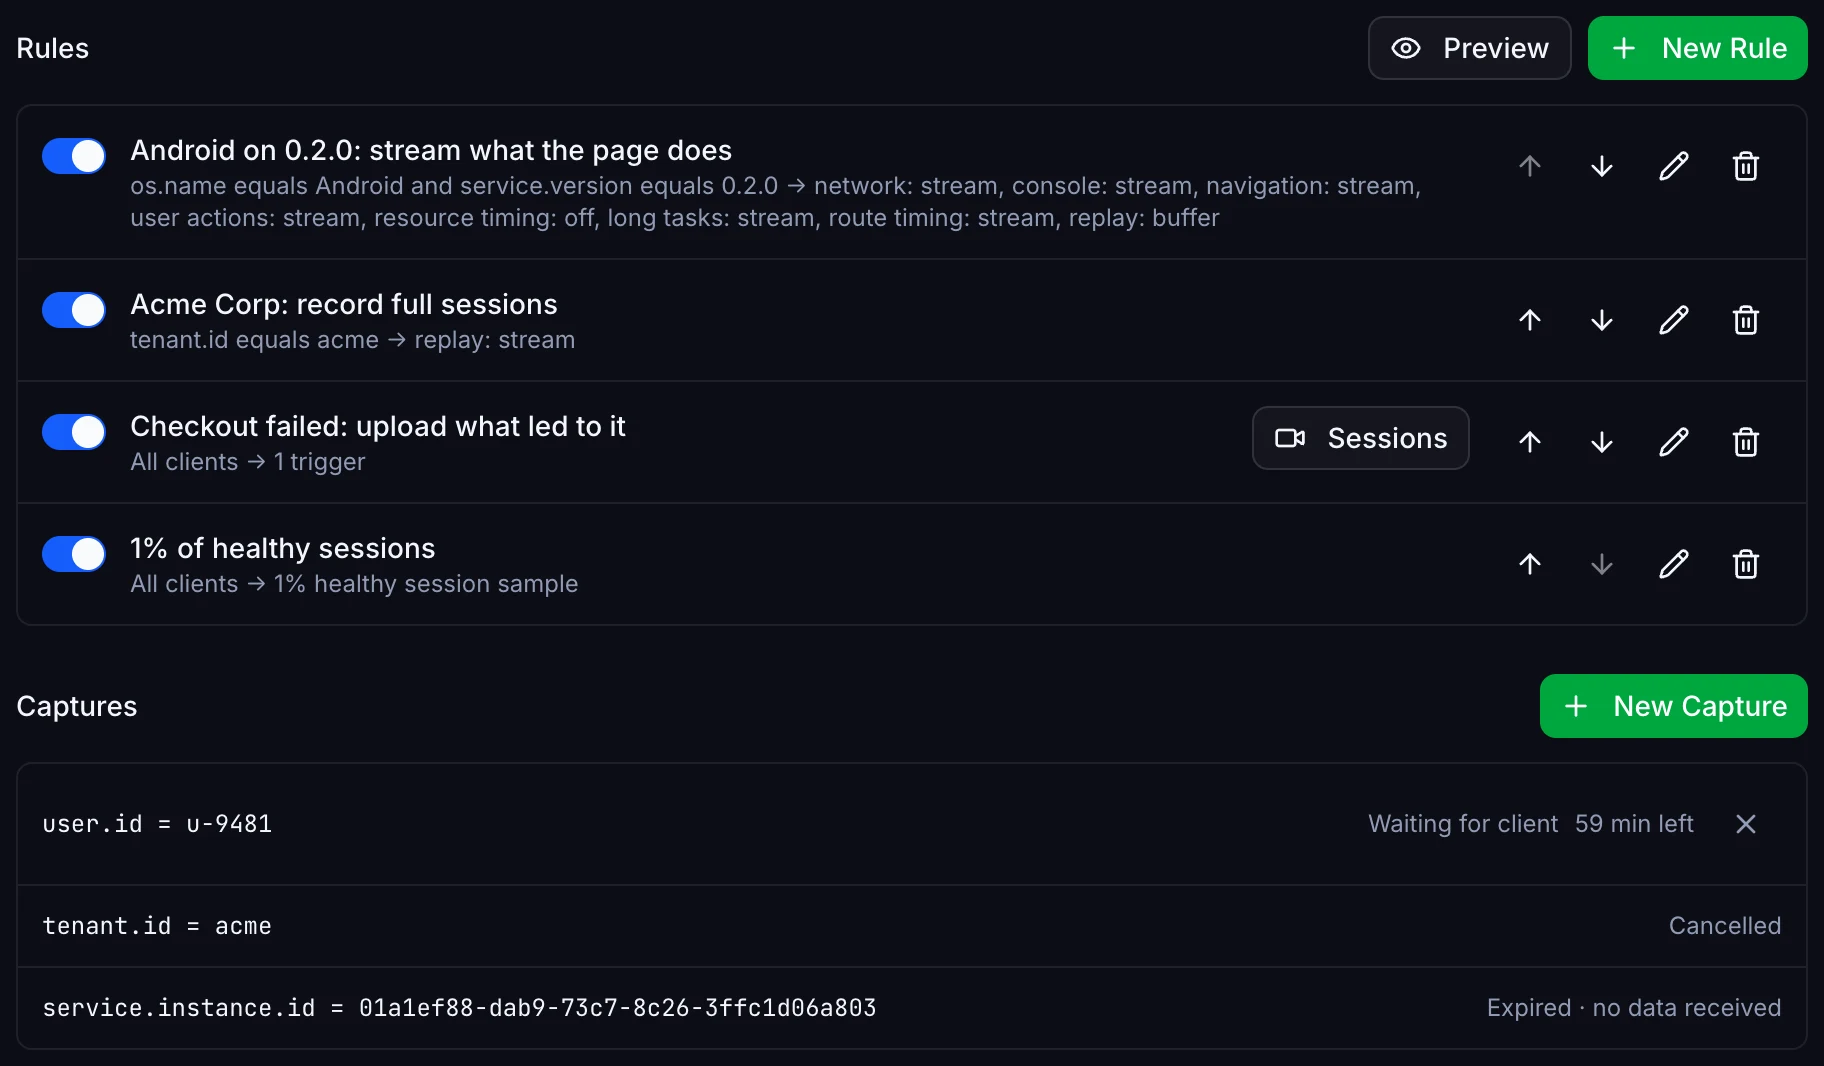 Rules
Preview
New Rule
Android on 0.2.0: stream what the page does
os.name equals Android and service.version equals 0.2.0 → network: stream, console: stream, navigation: stream,
user actions: stream, resource timing: off, long tasks: stream, route timing: stream, replay: buffer
Acme Corp: record full sessions
tenant.id equals acme → replay: stream
Checkout failed: upload what led to it
All clients → 1 trigger
Sessions
1% of healthy sessions
All clients → 1% healthy session sample
Captures
New Capture
user.id = u-9481
Waiting for client 59 min left
tenant.id = acme
Cancelled
service.instance.id = 01a1ef88-dab9-73c7-8c26-3ffc1d06a803
Expired · no data received